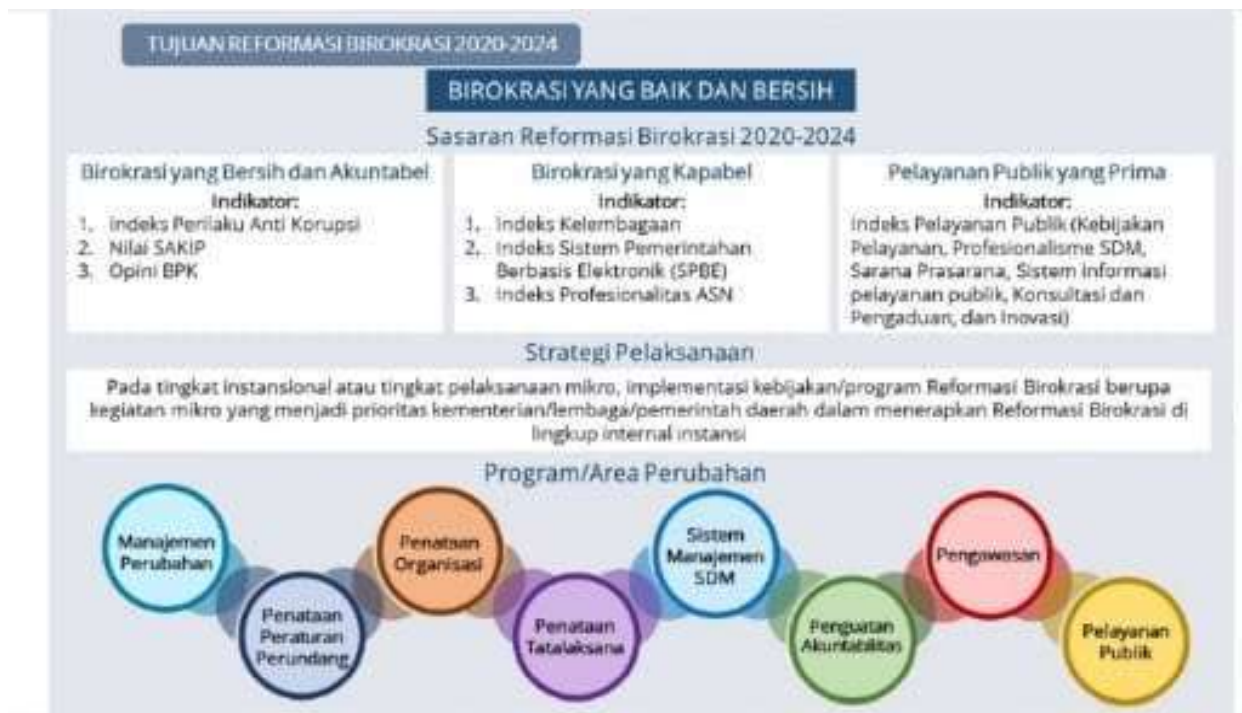 TUJUAN REFORMASI BIROKRASI 2020-2024
BIROKRASI YANG BAIK DAN BERSIH
Sasaran Reformasi Birokrasi 2020-2024
Birokrasi yang Bersih dan Akuntabel
Indikator:
1. Indeks Perilaku Anti Korupsi
2. Nilai SAKIP
3. Opini BPK
Birokrasi yang Kapabel
Indikator:
1. Indeks Kelembagaan
2. Indeks Sistem Pemerintahan
Berbasis Elektronik (SPBE)
3. Indeks Profesionalitas ASN
Pelayanan Publik yang Prima
Indikator:
Indeks Pelayanan Publik (Kebijakan
Pelayanan, Profesionalisme SDM,
Sarana Prasarana, Sistem Informasi
pelayanan publik, Konsultasi dan
Pengaduan, dan Inovasi)
Strategi Pelaksanaan
Pada tingkat instansional atau tingkat pelaksanaan mikro, implementasi kebijakan/program Reformasi Birokrasi berupa
kegiatan mikro yang menjadi prioritas kementerian/lembaga/pemerintah daerah dalam menerapkan Reformasi Birokrasi di
lingkup internal instansi
Program/Area Perubahan
Manajemen
Perubahan
Penataan
Peraturan
Perundang
Penataan
Organisasi
Penataan
Tatalaksana
Sistem
Manajemen
SDM
Penguatan
Akuntabilitas
Pengawasan
Pelayanan
Publik